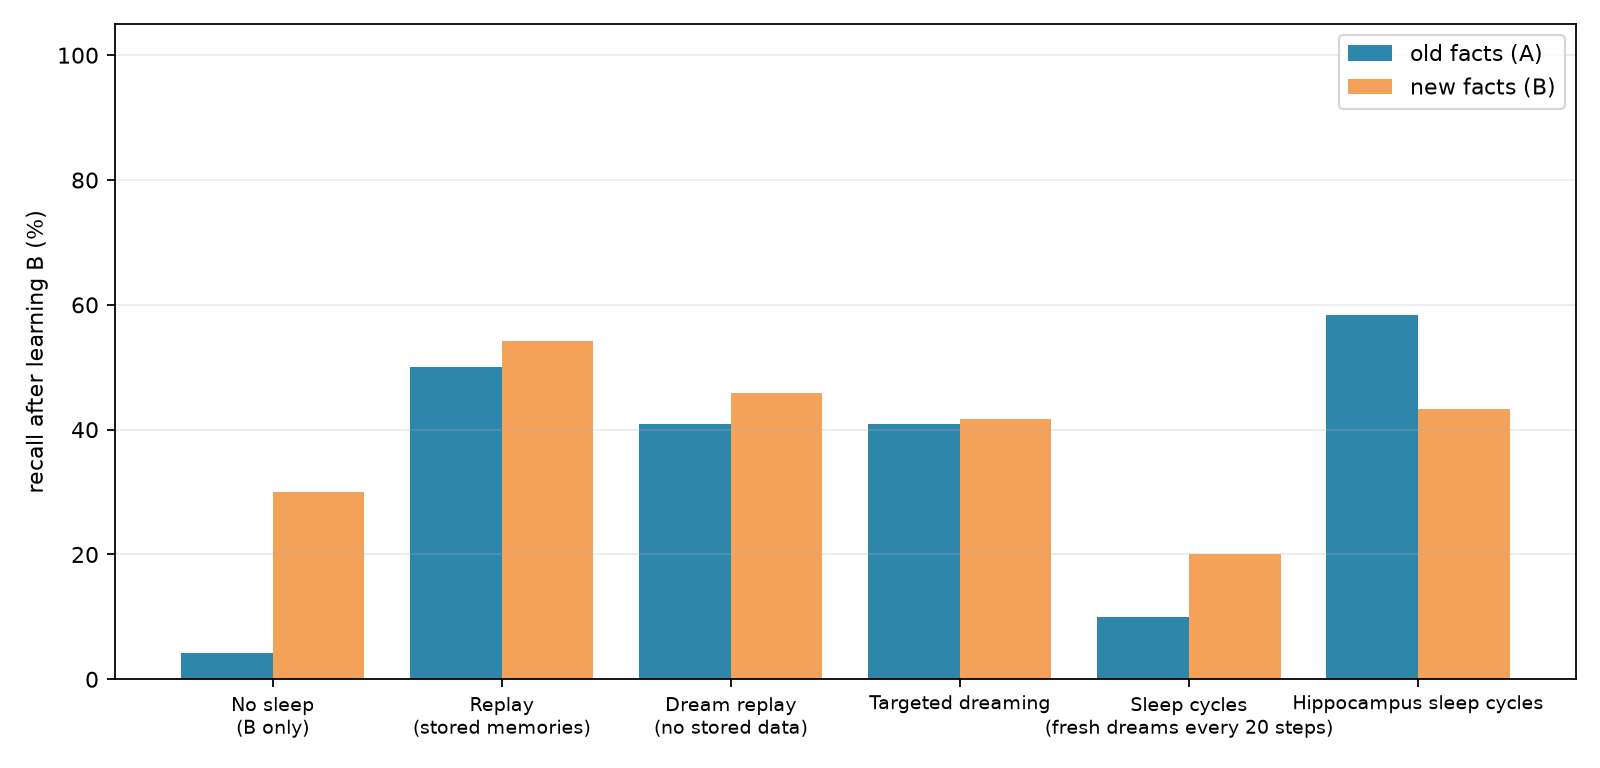 100
80
60
40
20
0
recall after learning B (%)
old facts (A)
new facts (B)
No sleep
(B only)
Replay
(stored memories)
Dream replay
(no stored data)
Targeted dreaming
Sleep cycles
(fresh dreams every 20 steps)
Hippocampus sleep cycles